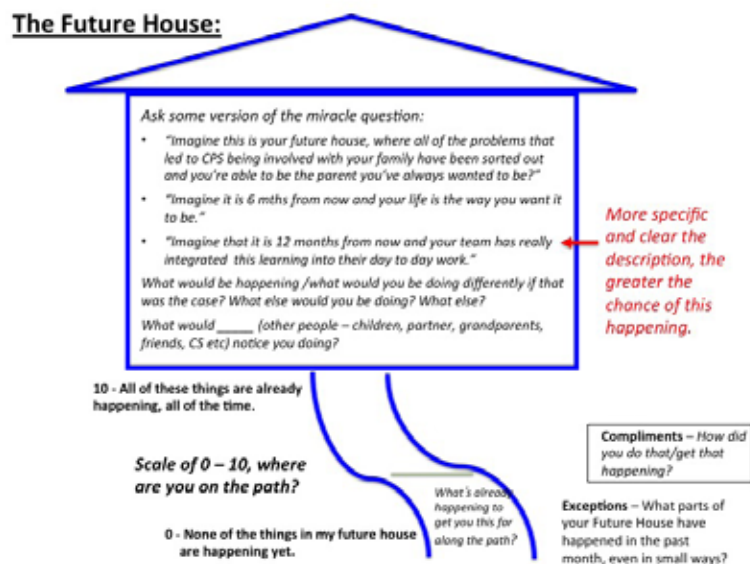 The Future House:
Ask some version of the miracle question:
• "Imagine this is your future house, where all of the problems that
led to CPS being involved with your family have been sorted out
and you're able to be the parent you've always wanted to be?"
• "Imagine it is 6 mths from now and your life is the way you want it
to be."
• "Imagine that it is 12 months from now and your team has really
integrated this learning into their day to day work."
What would be happening /what would you be doing differently if that
was the case? What else would you be doing? What else?
What would _____ (other people – children, partner, grandparents,
friends, CS etc) notice you doing?
More specific
and clear the
description, the
greater the
chance of this
happening.
10 - All of these things are already
happening, all of the time.
Scale of 0 – 10, where
are you on the path?
0 - None of the things in my future house
are happening yet.
What's already
happening to
get you this far
along the path?
Compliments – How did
you do that/get that
happening?
Exceptions – What parts
of your Future House have
happened in the past
month, even in small ways?